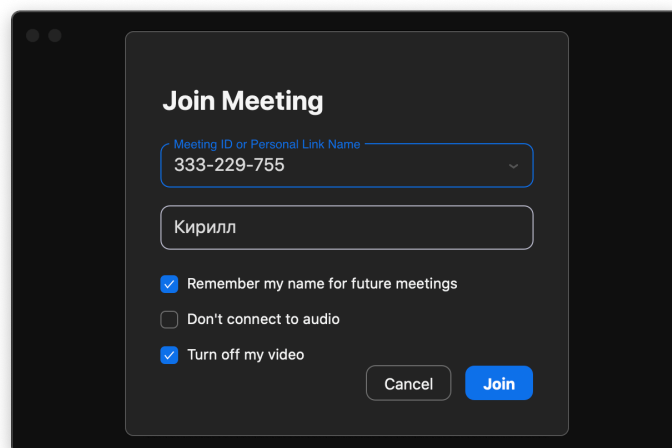 Join Meeting
Meeting ID or Personal Link Name
333-229-755
Кирилл
Remember my name for future meetings
Don't connect to audio
Turn off my video
Cancel Join